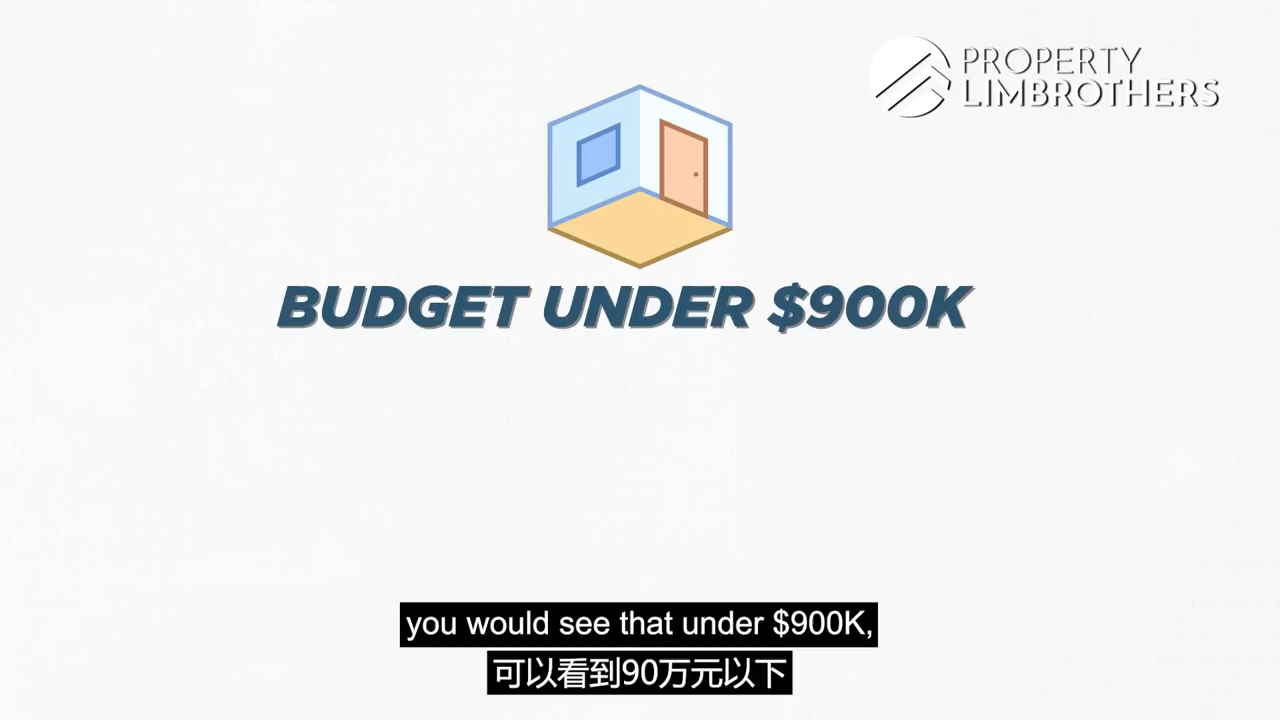 PROPERTY
LIMBROTHERS
BUDGET UNDER $900K
you would see that under $900K,
可以看到90万元以下